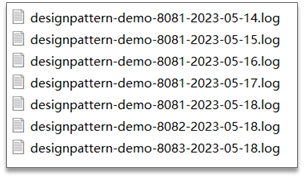 designpattern-demo-8081-2023-05-14.log
designpattern-demo-8081-2023-05-15.log
designpattern-demo-8081-2023-05-16.log
designpattern-demo-8081-2023-05-17.log
designpattern-demo-8081-2023-05-18.log
designpattern-demo-8082-2023-05-18.log
designpattern-demo-8083-2023-05-18.log